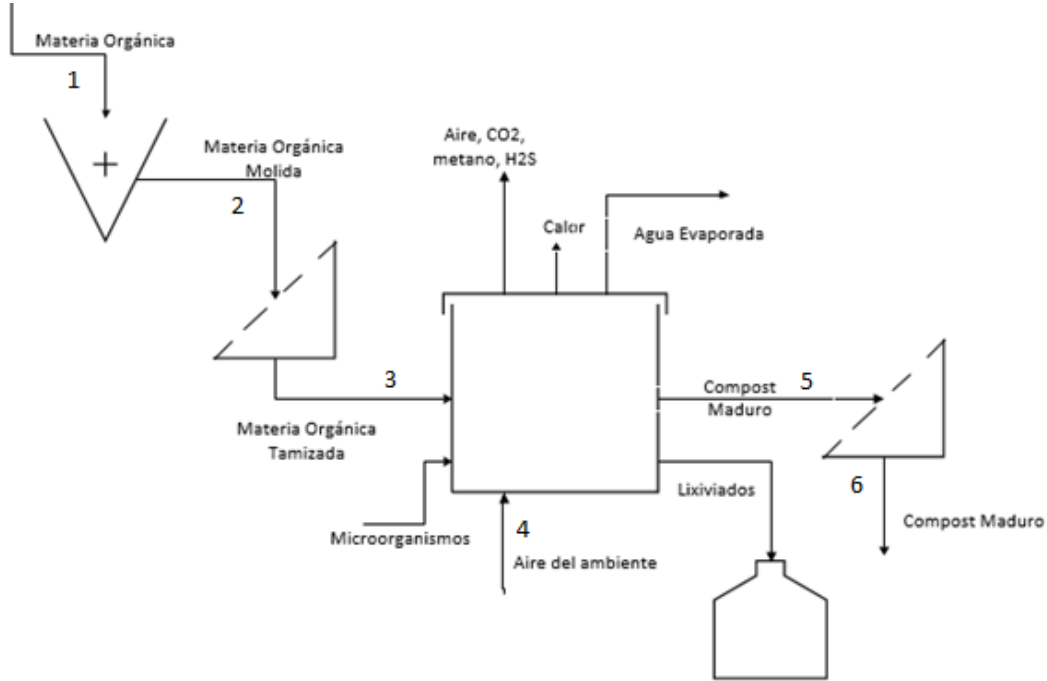 Materia Orgánica
1
Materia Orgánica
Molida
2
Aire, CO2,
metano, H2S
Calor
Agua Evaporada
3
Materia Orgánica
Tamizada
Compost
Maduro
5
Microorganismos
4
Aire del ambiente
Lixiviados
6
Compost Maduro